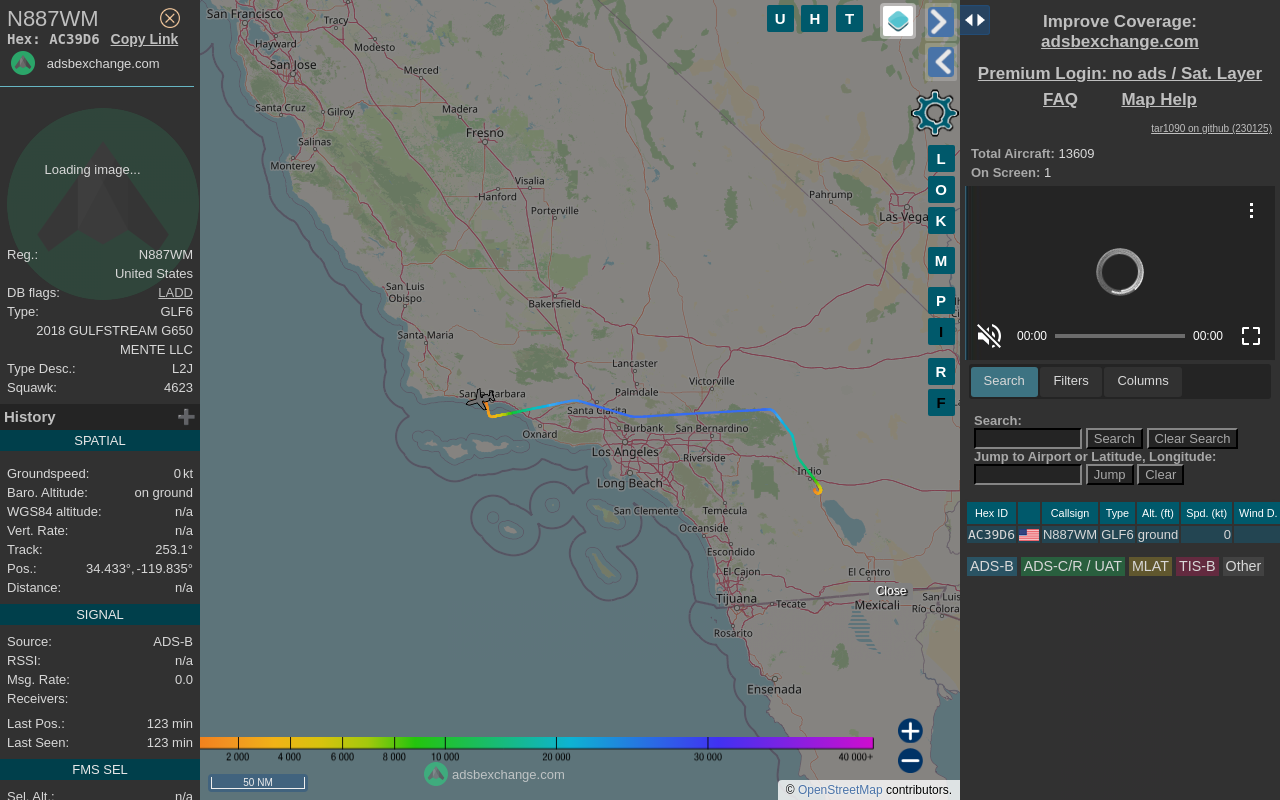 N887WM
Hex: AC39D6 Copy Link
adsbexchange.com
Loading image...
Reg.: N887WM
United States
DB flags: LADD
Type: GLF6
2018 GULFSTREAM G650
MENTE LLC
Type Desc.: L2J
Squawk: 4623
History
SPATIAL
Groundspeed: 0 kt
Baro. Altitude: on ground
WGS84 altitude: n/a
Vert. Rate: n/a
Track: 253.1°
Pos.: 34.433°, -119.835°
Distance: n/a
SIGNAL
Source: ADS-B
RSSI: n/a
Msg. Rate: 0.0
Receivers:
Last Pos.: 123 min
Last Seen: 123 min
FMS SEL
Sel. Alt.: n/a
San Francisco
Tracy
Hayward
Modesto
San Jose
Merced
Santa Cruz
Gilroy
Madera
Fresno
Salinas
Monterey
Visalia
Hanford
Porterville
Pahrump
Las Vega
San Luis
Obispo
Bakersfield
Santa Maria
Lancaster
Palmdale
Victorville
Santa Barbara
Santa Clarita
Oxnard
Burbank
San Bernardino
Los Angeles
Riverside
Indio
Long Beach
San Clemente
Temecula
Oceanside
Escondido
El Cajon
El Centro
Tijuana
Tecate
Mexicali
San Luis
Río Colora
Rosarito
Ensenada
Close
U H T
L
O
K
M
P
I
R
F
2 000 4 000 6 000 8 000 10 000 20 000 30 000 40 000+
adsbexchange.com
50 NM
© OpenStreetMap contributors.
Improve Coverage:
adsbexchange.com
Premium Login: no ads / Sat. Layer
FAQ Map Help
tar1090 on github (230125)
Total Aircraft: 13609
On Screen: 1
00:00 00:00
Search Filters Columns
Search:
Search Clear Search
Jump to Airport or Latitude, Longitude:
Jump Clear
Hex ID Callsign Type Alt. (ft) Spd. (kt) Wind D.
AC39D6 N887WM GLF6 ground 0
ADS-B ADS-C/R / UAT MLAT TIS-B Other